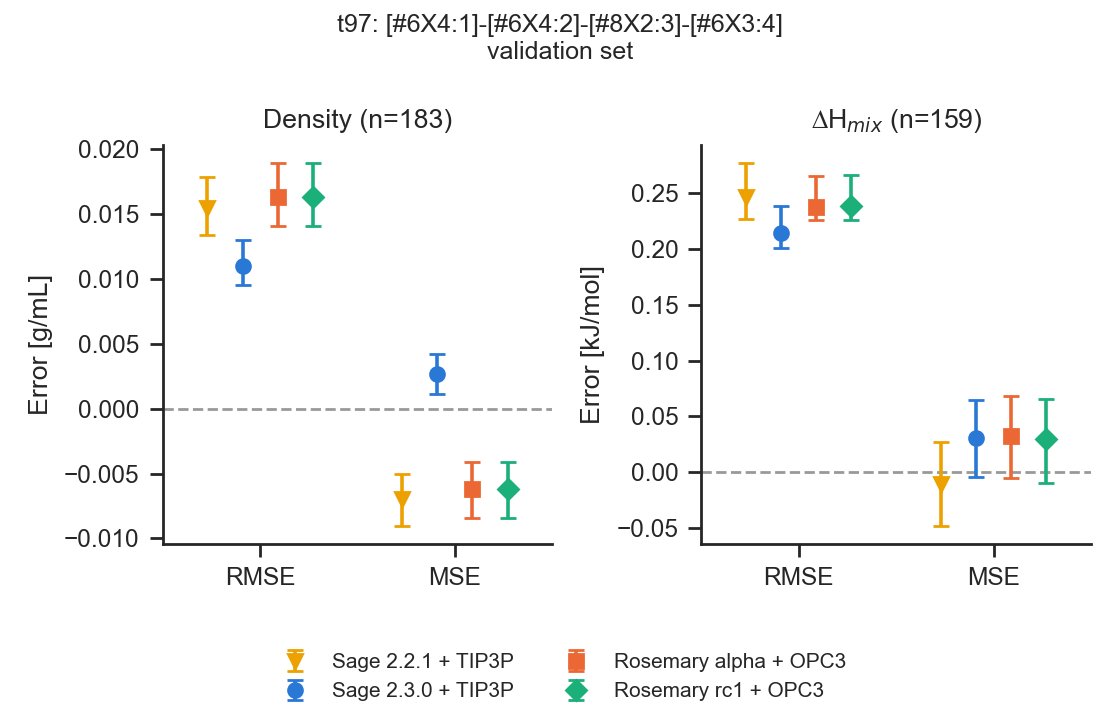 t97: [#6X4:1]-[#6X4:2]-[#8X2:3]-[#6X3:4]
validation set
Density (n=183)
0.020
0.015
0.010
0.005
0.000
−0.005
−0.010
Error [g/mL]
RMSE
MSE
ΔH_mix (n=159)
0.25
0.20
0.15
0.10
0.05
0.00
−0.05
Error [kJ/mol]
RMSE
MSE
Sage 2.2.1 + TIP3P
Sage 2.3.0 + TIP3P
Rosemary alpha + OPC3
Rosemary rc1 + OPC3